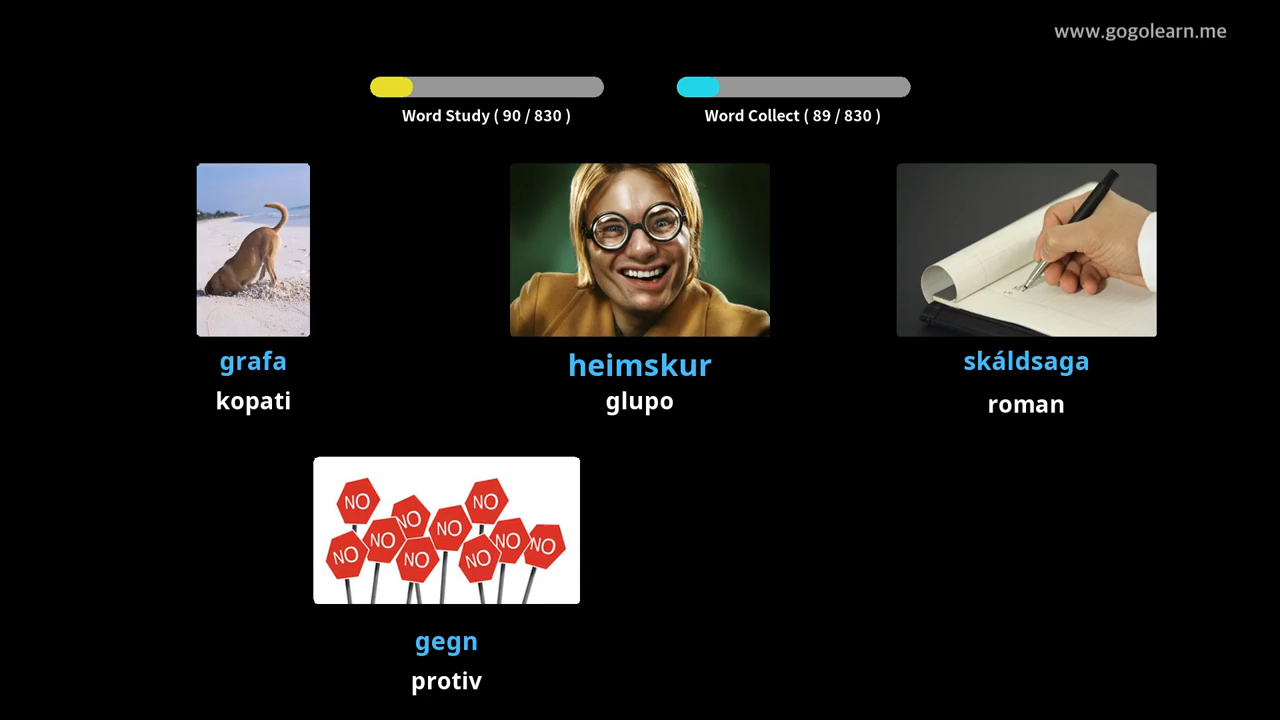 www.gogolearn.me
Word Study ( 90 / 830 )
Word Collect ( 89 / 830 )
grafa
kopati
heimskur
glupo
skáldsaga
roman
NO
NO
NO
NO
NO
NO
NO
NO
NO
NO
gegn
protiv